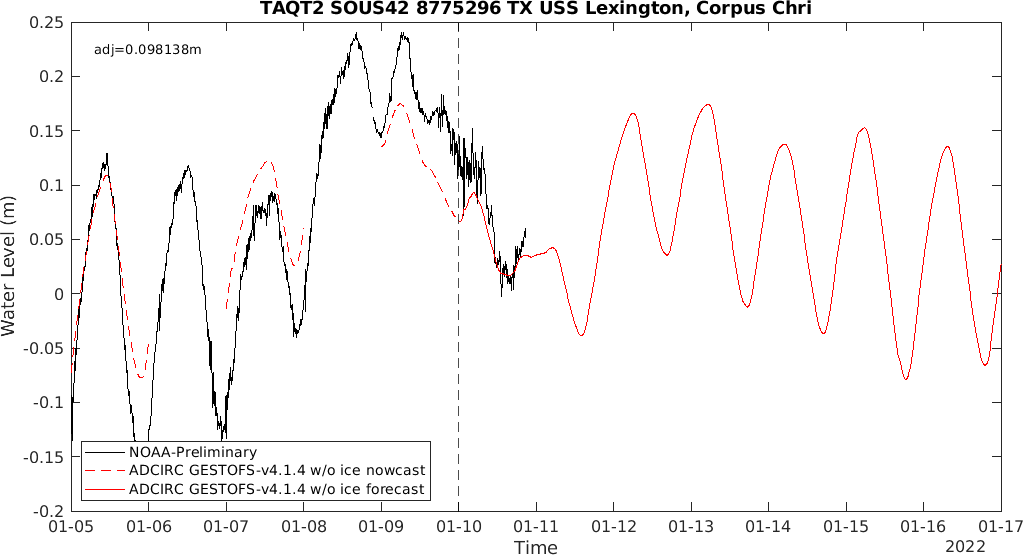 TAQT2 SOUS42 8775296 TX USS Lexington, Corpus Chri
adj=0.098138m
0.25
0.2
0.15
0.1
0.05
0
-0.05
-0.1
-0.15
-0.2
Water Level (m)
NOAA-Preliminary
ADCIRC GESTOFS-v4.1.4 w/o ice nowcast
ADCIRC GESTOFS-v4.1.4 w/o ice forecast
01-05 01-06 01-07 01-08 01-09 01-10 01-11 01-12 01-13 01-14 01-15 01-16 01-17
Time
2022